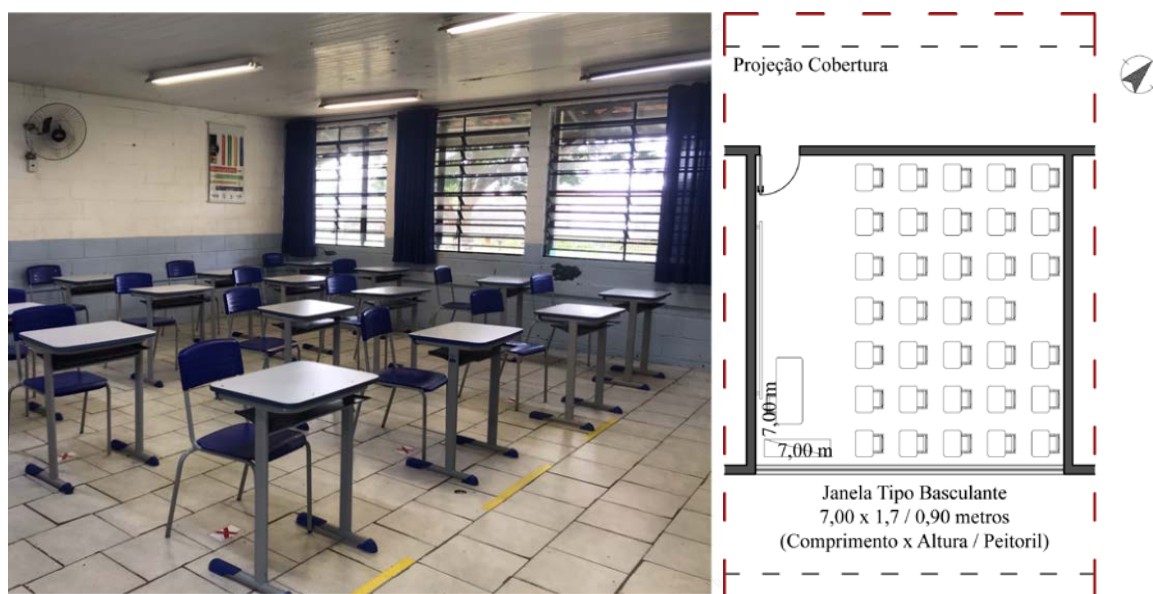 Projeção Cobertura
7,00 m
7,00 m
Janela Tipo Basculante
7,00 x 1,7 / 0,90 metros
(Comprimento x Altura / Peitoril)